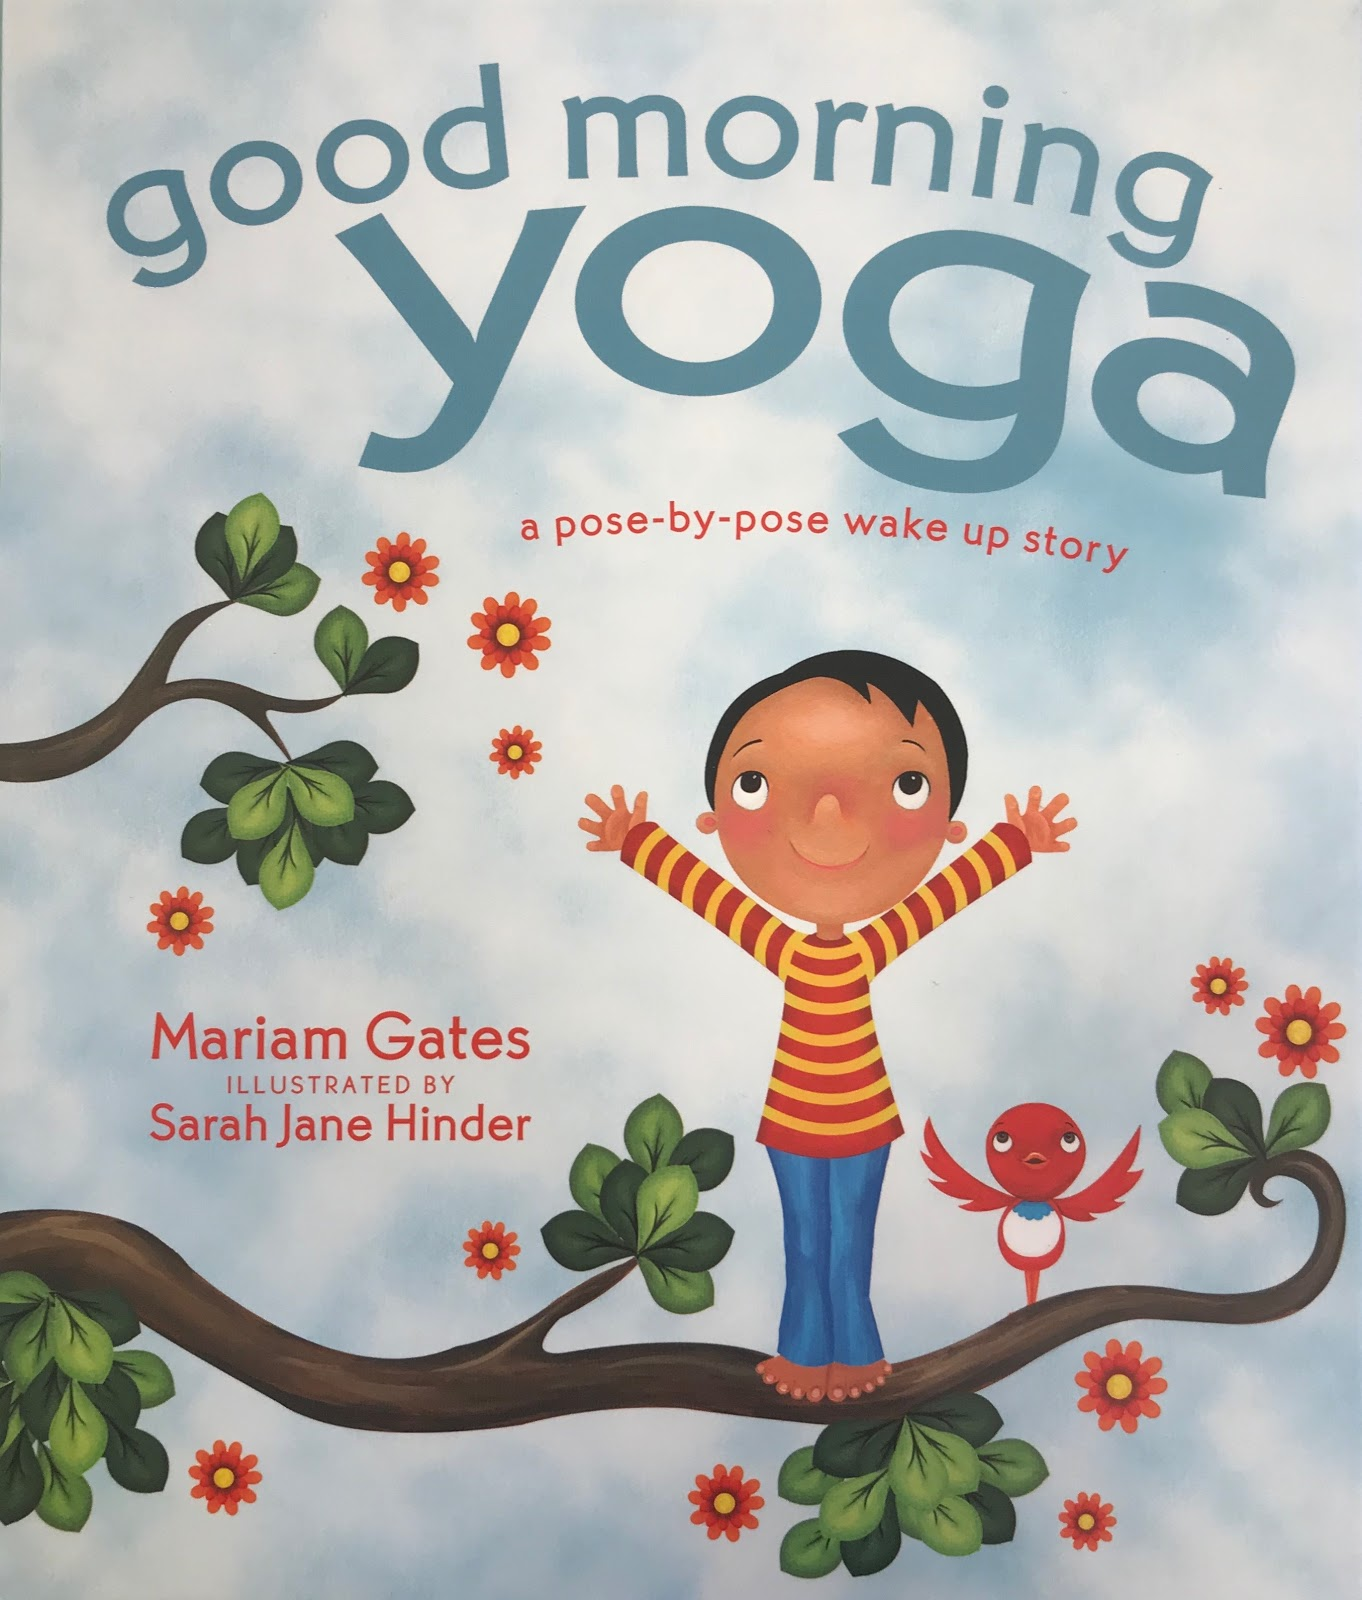 good morning
yoga
a pose-by-pose wake up story
Mariam Gates
ILLUSTRATED BY
Sarah Jane Hinder